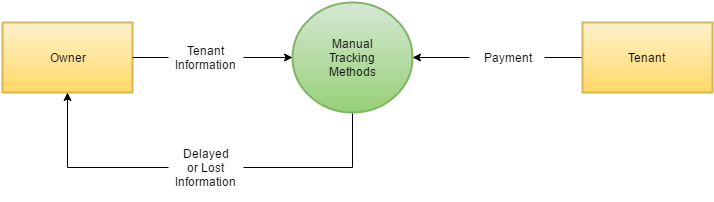 Owner
Tenant
Information
Manual
Tracking
Methods
Payment
Tenant
Delayed
or Lost
Information